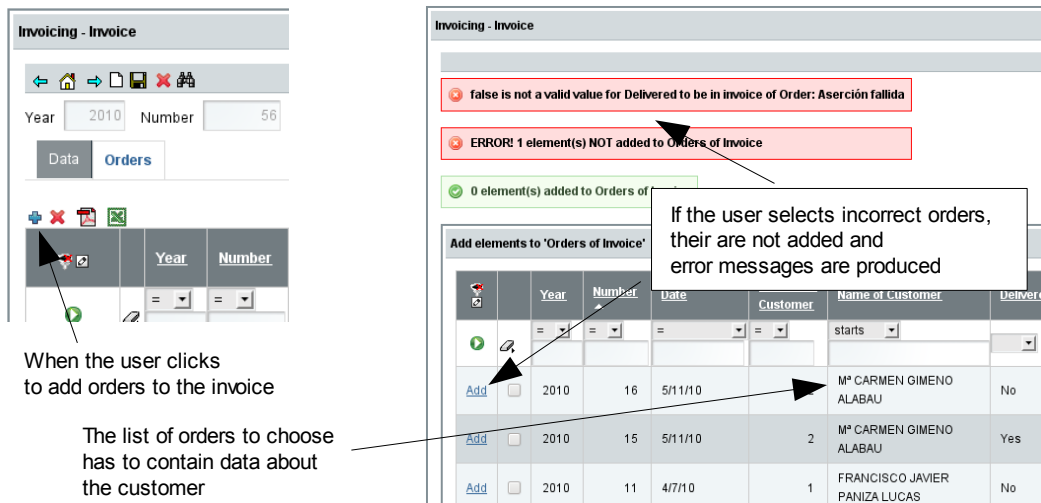 Invoicing - Invoice
Year 2010 Number 56
Data Orders
Year Number
= =
When the user clicks
to add orders to the invoice
The list of orders to choose
has to contain data about
the customer
Invoicing - Invoice
false is not a valid value for Delivered to be in invoice of Order: Aserción fallida
ERROR! 1 element(s) NOT added to Orders of Invoice
0 element(s) added to Orders of
If the user selects incorrect orders,
their are not added and
error messages are produced
Add elements to 'Orders of Invoice'
Year Number Date Customer Name of Customer
= = = = starts
Add 2010 16 5/11/10 Mª CARMEN GIMENO
ALABAU No
Add 2010 15 5/11/10 2 Mª CARMEN GIMENO
ALABAU Yes
Add 2010 11 4/7/10 1 FRANCISCO JAVIER
PANIZA LUCAS No